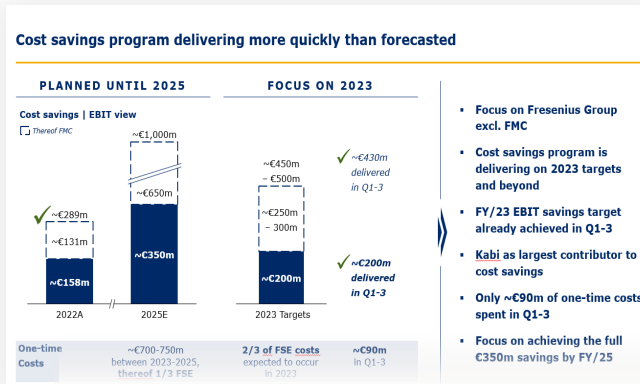 Cost savings program delivering more quickly than forecasted
PLANNED UNTIL 2025
Cost savings | EBIT view
Thereof FMC
~€1,000m
~€650m
~€350m
~€289m
~€131m
~€158m
2022A
2025E
FOCUS ON 2023
~€450m
– €500m
~€250m
– 300m
~€200m
2023 Targets
~€430m
delivered
in Q1-3
~€200m
delivered
in Q1-3
One-time
Costs
~€700-750m
between 2023-2025,
thereof 1/3 FSE
2/3 of FSE costs
expected to occur
in 2023
~€90m
in Q1-3
▪ Focus on Fresenius Group
excl. FMC
▪ Cost savings program is
delivering on 2023 targets
and beyond
▪ FY/23 EBIT savings target
already achieved in Q1-3
▪ Kabi as largest contributor to
cost savings
▪ Only ~€90m of one-time costs
spent in Q1-3
▪ Focus on achieving the full
€350m savings by FY/25